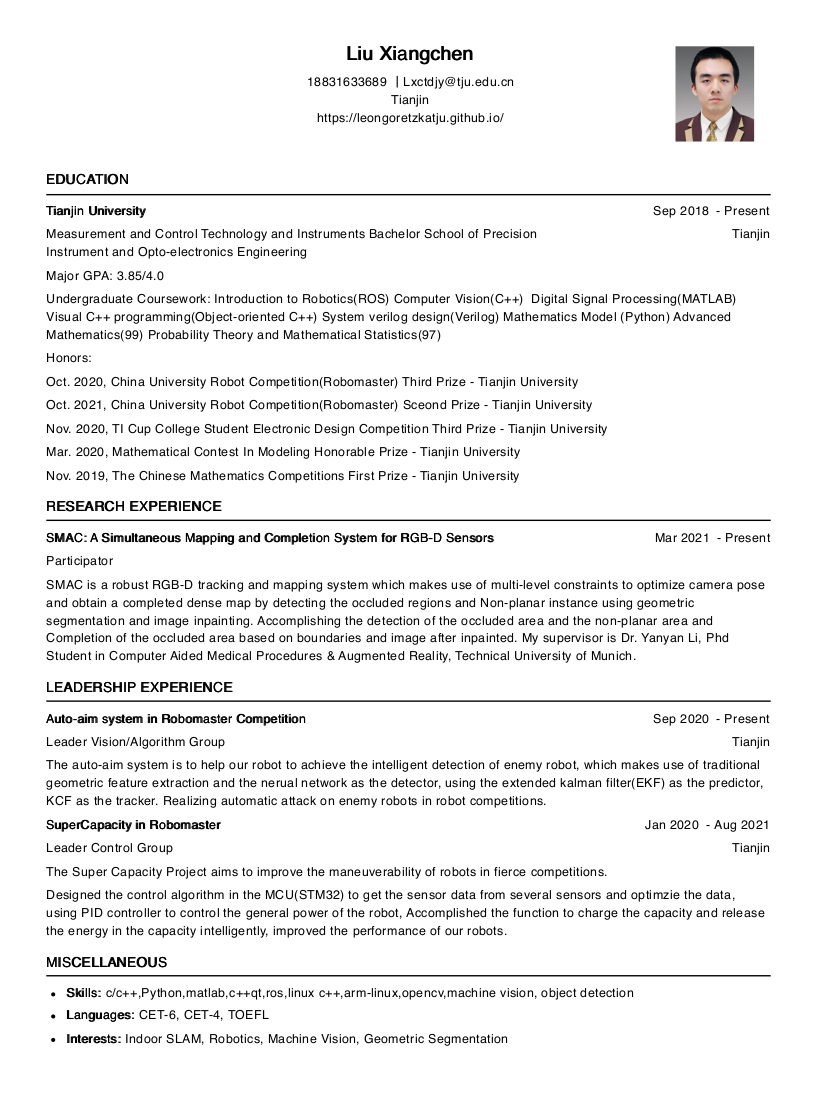 Liu Xiangchen
18831633689 | Lxctdjy@tju.edu.cn
Tianjin
https://leongoretzkatju.github.io/
EDUCATION
Tianjin University Sep 2018 - Present
Measurement and Control Technology and Instruments Bachelor School of Precision Tianjin
Instrument and Opto-electronics Engineering
Major GPA: 3.85/4.0
Undergraduate Coursework: Introduction to Robotics(ROS) Computer Vision(C++) Digital Signal Processing(MATLAB)
Visual C++ programming(Object-oriented C++) System verilog design(Verilog) Mathematics Model (Python) Advanced
Mathematics(99) Probability Theory and Mathematical Statistics(97)
Honors:
Oct. 2020, China University Robot Competition(Robomaster) Third Prize - Tianjin University
Oct. 2021, China University Robot Competition(Robomaster) Sceond Prize - Tianjin University
Nov. 2020, TI Cup College Student Electronic Design Competition Third Prize - Tianjin University
Mar. 2020, Mathematical Contest In Modeling Honorable Prize - Tianjin University
Nov. 2019, The Chinese Mathematics Competitions First Prize - Tianjin University
RESEARCH EXPERIENCE
SMAC: A Simultaneous Mapping and Completion System for RGB-D Sensors Mar 2021 - Present
Participator
SMAC is a robust RGB-D tracking and mapping system which makes use of multi-level constraints to optimize camera pose
and obtain a completed dense map by detecting the occluded regions and Non-planar instance using geometric
segmentation and image inpainting. Accomplishing the detection of the occluded area and the non-planar area and
Completion of the occluded area based on boundaries and image after inpainted. My supervisor is Dr. Yanyan Li, Phd
Student in Computer Aided Medical Procedures & Augmented Reality, Technical University of Munich.
LEADERSHIP EXPERIENCE
Auto-aim system in Robomaster Competition Sep 2020 - Present
Leader Vision/Algorithm Group Tianjin
The auto-aim system is to help our robot to achieve the intelligent detection of enemy robot, which makes use of traditional
geometric feature extraction and the nerual network as the detector, using the extended kalman filter(EKF) as the predictor,
KCF as the tracker. Realizing automatic attack on enemy robots in robot competitions.
SuperCapacity in Robomaster Jan 2020 - Aug 2021
Leader Control Group Tianjin
The Super Capacity Project aims to improve the maneuverability of robots in fierce competitions.
Designed the control algorithm in the MCU(STM32) to get the sensor data from several sensors and optimzie the data,
using PID controller to control the general power of the robot, Accomplished the function to charge the capacity and release
the energy in the capacity intelligently, improved the performance of our robots.
MISCELLANEOUS
• Skills: c/c++,Python,matlab,c++qt,ros,linux c++,arm-linux,opencv,machine vision, object detection
• Languages: CET-6, CET-4, TOEFL
• Interests: Indoor SLAM, Robotics, Machine Vision, Geometric Segmentation